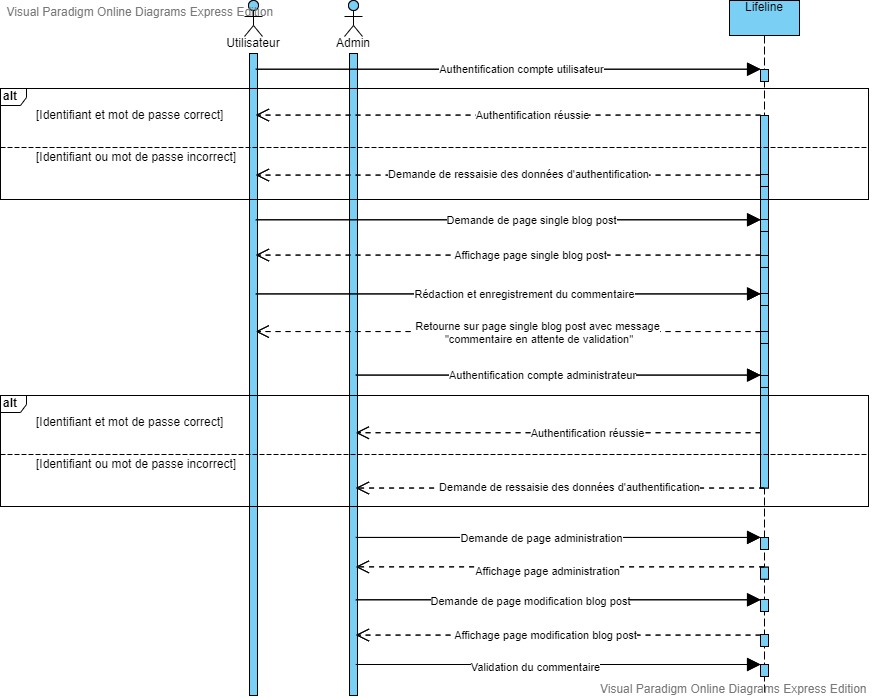 Visual Paradigm Online Diagrams Express Edition
Lifeline
Utilisateur
Admin
Authentification compte utilisateur
alt
[Identifiant et mot de passe correct]
Authentification réussie
[Identifiant ou mot de passe incorrect]
Demande de ressaisie des données d'authentification
Demande de page single blog post
Affichage page single blog post
Rédaction et enregistrement du commentaire
Retourne sur page single blog post avec message
"commentaire en attente de validation"
Authentification compte administrateur
alt
[Identifiant et mot de passe correct]
Authentification réussie
[Identifiant ou mot de passe incorrect]
Demande de ressaisie des données d'authentification
Demande de page administration
Affichage page administration
Demande de page modification blog post
Affichage page modification blog post
Validation du commentaire
Visual Paradigm Online Diagrams Express Edition